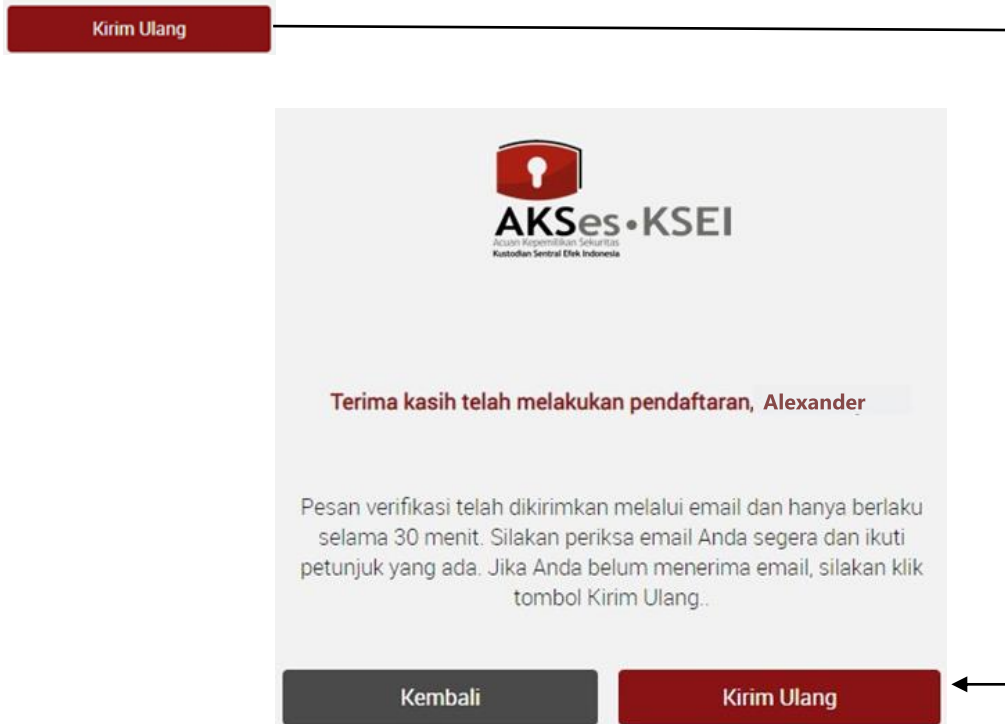 Kirim Ulang
AKSes•KSEI
Acuan Kepemilikan Sekuritas
Kustodian Sentral Efek Indonesia
Terima kasih telah melakukan pendaftaran, Alexander
Pesan verifikasi telah dikirimkan melalui email dan hanya berlaku
selama 30 menit. Silakan periksa email Anda segera dan ikuti
petunjuk yang ada. Jika Anda belum menerima email, silakan klik
tombol Kirim Ulang..
Kembali
Kirim Ulang